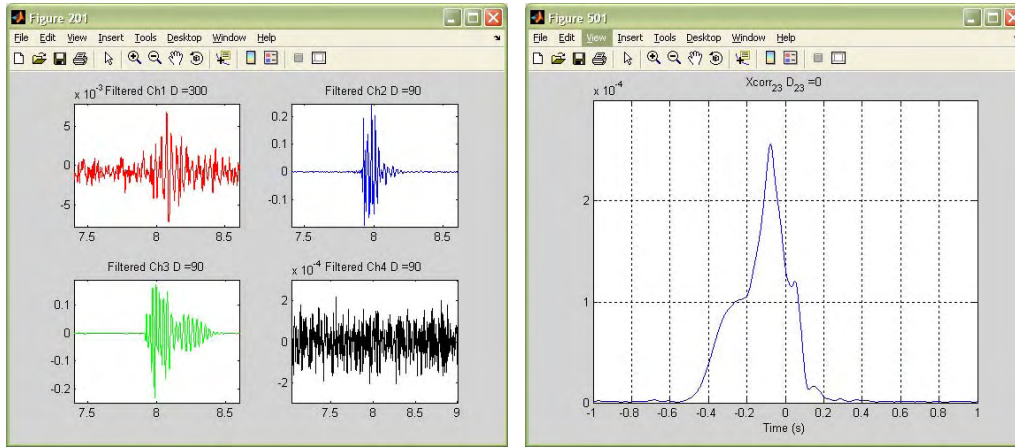 Figure 201
File Edit View Insert Tools Desktop Window Help
x 10⁻³ Filtered Ch1 D =300
5
0
-5
7.5 8 8.5
Filtered Ch2 D =90
0.2
0.1
0
-0.1
7.5 8 8.5
Filtered Ch3 D =90
0.1
0
-0.1
-0.2
7.5 8 8.5
x 10⁻⁴ Filtered Ch4 D =90
2
0
-2
7.5 8 8.5 9
Figure 501
File Edit View Insert Tools Desktop Window Help
Xcorr₂₃ D₂₃ =0
x 10⁻⁴
2
1
0
-1 -0.8 -0.6 -0.4 -0.2 0 0.2 0.4 0.6 0.8 1
Time (s)